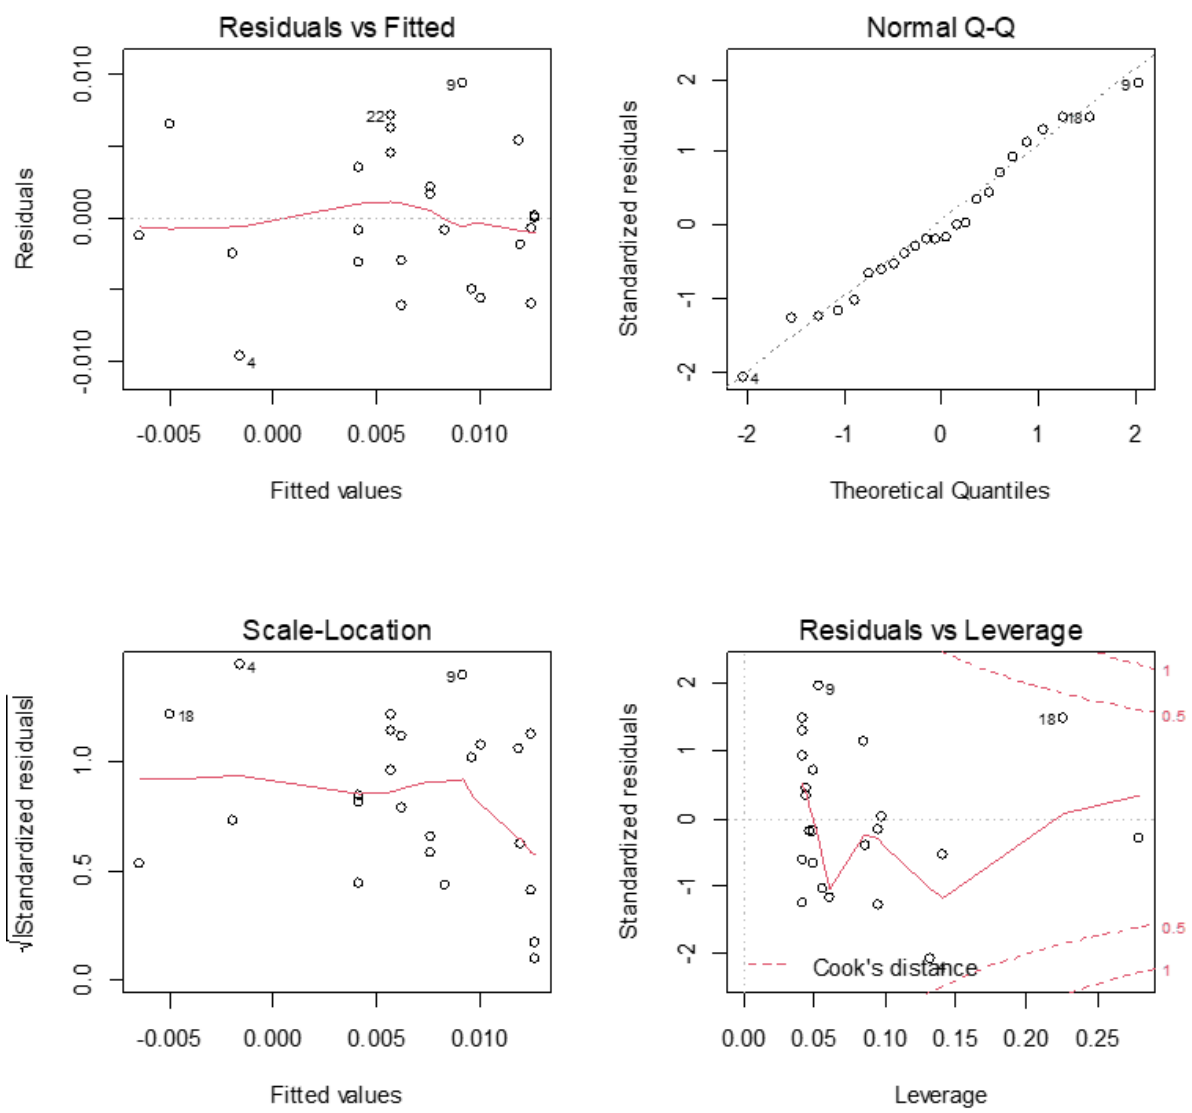 Residuals vs Fitted
Residuals
0.010
0.000
-0.010
9
22
4
-0.005 0.000 0.005 0.010
Fitted values
Normal Q-Q
Standardized residuals
2
1
0
-1
-2
9
18
4
-2 -1 0 1 2
Theoretical Quantiles
Scale-Location
√|Standardized residuals|
1.0
0.5
0.0
4
9
18
-0.005 0.000 0.005 0.010
Fitted values
Residuals vs Leverage
Standardized residuals
2
1
0
-1
-2
9
18
1
0.5
0.5
1
Cook's distance
0.00 0.05 0.10 0.15 0.20 0.25
Leverage